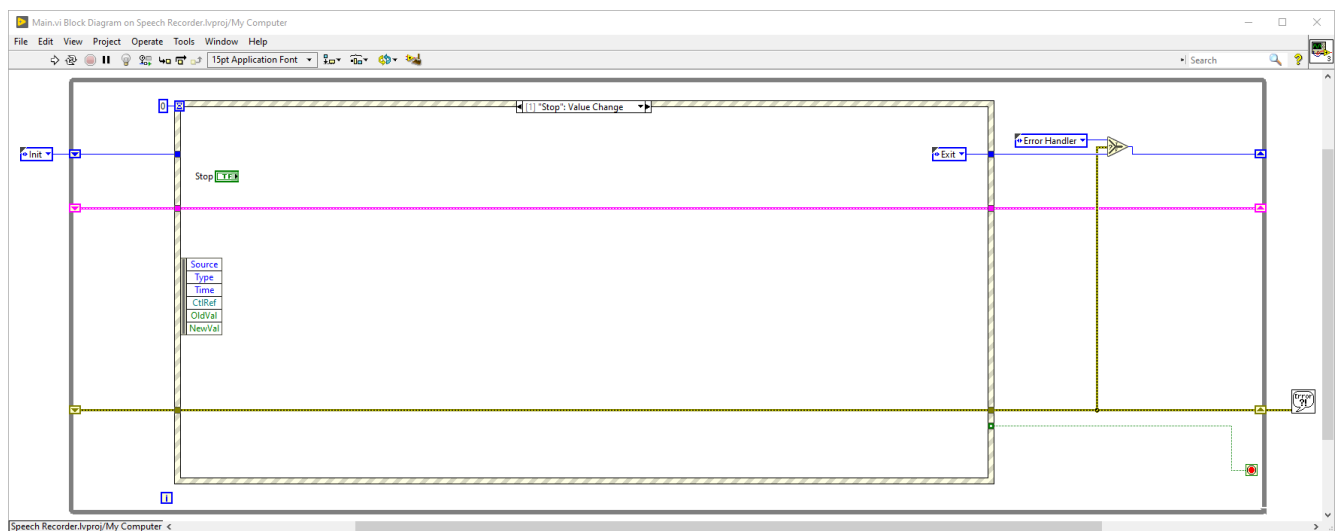 Main.vi Block Diagram on Speech Recorder.lvproj/My Computer
File Edit View Project Operate Tools Window Help
15pt Application Font
Search
?
3
0
[1] "Stop": Value Change
Init
Exit
Error Handler
Stop
TF
Source
Type
Time
CtlRef
OldVal
NewVal
Error
?!
i
Speech Recorder.lvproj/My Computer